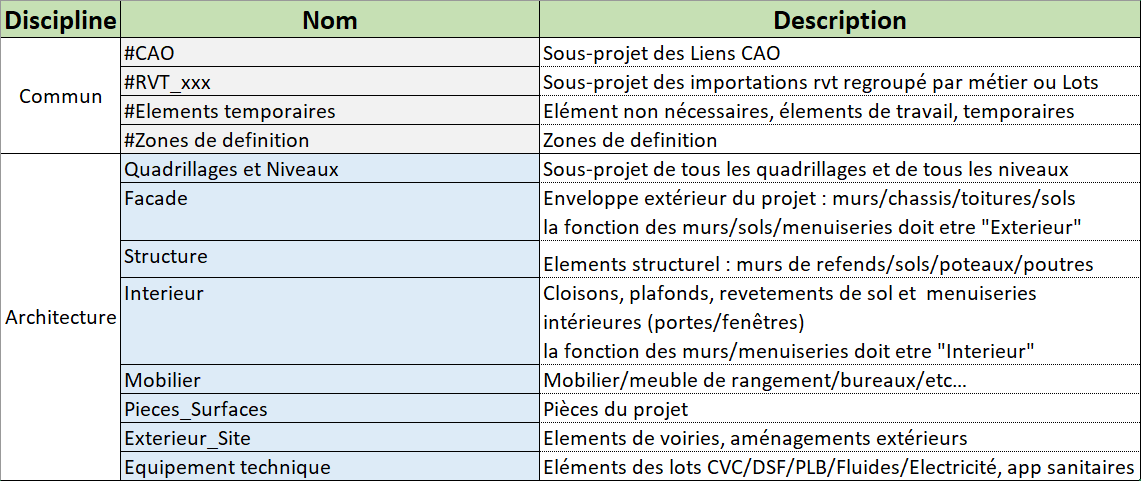 Discipline Nom Description
Commun
#CAO Sous-projet des Liens CAO
#RVT_xxx Sous-projet des importations rvt regroupé par métier ou Lots
#Elements temporaires Elément non nécessaires, élements de travail, temporaires
#Zones de definition Zones de definition
Architecture
Quadrillages et Niveaux Sous-projet de tous les quadrillages et de tous les niveaux
Facade Enveloppe extérieur du projet : murs/chassis/toitures/sols
la fonction des murs/sols/menuiseries doit etre "Exterieur"
Structure Elements structurel : murs de refends/sols/poteaux/poutres
Interieur Cloisons, plafonds, revetements de sol et  menuiseries
intérieures (portes/fenêtres)
la fonction des murs/menuiseries doit etre "Interieur"
Mobilier Mobilier/meuble de rangement/bureaux/etc...
Pieces_Surfaces Pièces du projet
Exterieur_Site Elements de voiries, aménagements extérieurs
Equipement technique Eléments des lots CVC/DSF/PLB/Fluides/Electricité, app sanitaires